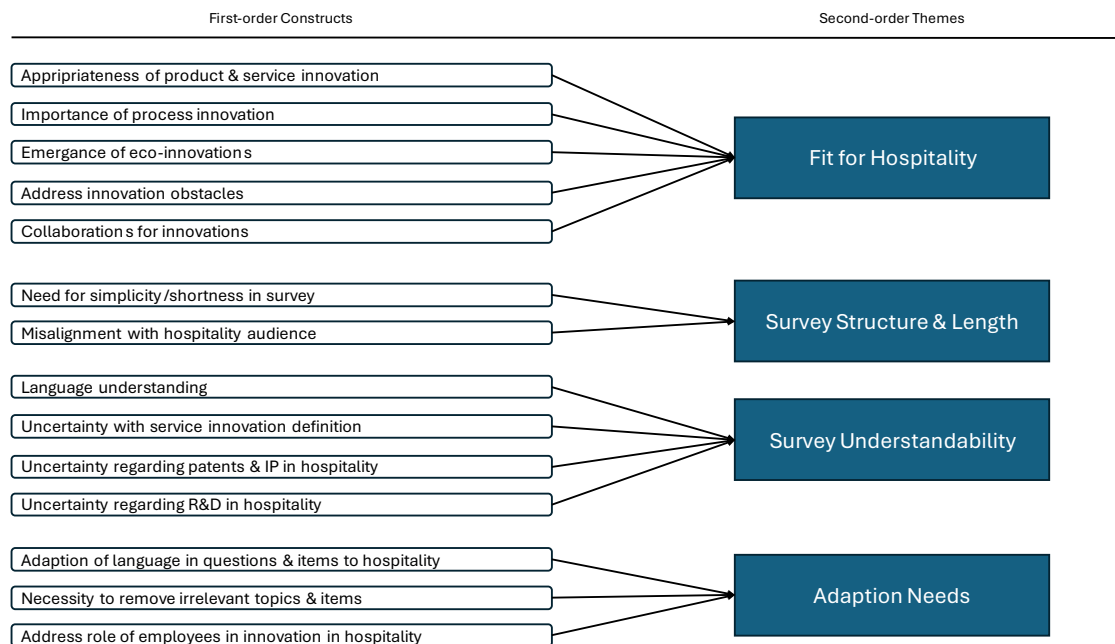 First-order Constructs
Second-order Themes
Appripriateness of product & service innovation
Importance of process innovation
Emergance of eco-innovations
Address innovation obstacles
Collaborations for innovations
Fit for Hospitality
Need for simplicity/shortness in survey
Misalignment with hospitality audience
Survey Structure & Length
Language understanding
Uncertainty with service innovation definition
Uncertainty regarding patents & IP in hospitality
Uncertainty regarding R&D in hospitality
Survey Understandability
Adaption of language in questions & items to hospitality
Necessity to remove irrelevant topics & items
Address role of employees in innovation in hospitality
Adaption Needs